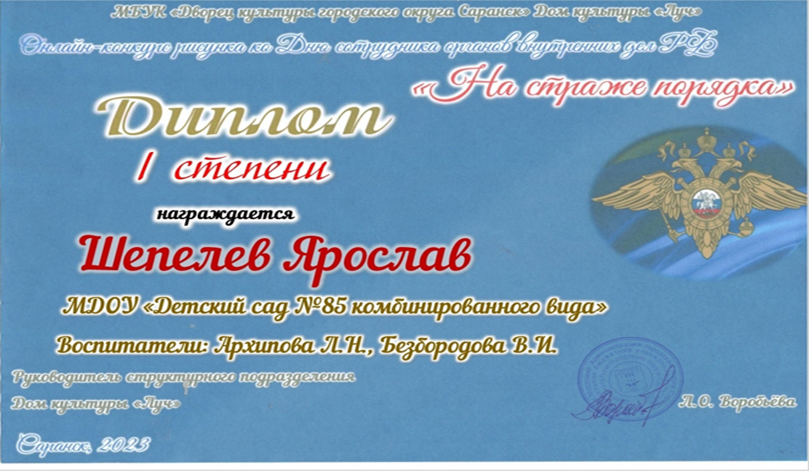 МБУК «Дворец культуры городского округа Саранск» Дом культуры «Луч»
Онлайн-конкурс рисунка ко Дню сотрудника органов внутренних дел РФ
«На страже порядка»
Диплом
I степени
награждается
Шепелев Ярослав
МДОУ «Детский сад №85 комбинированного вида»
Воспитатели: Архипова Л.Н., Безбородова В.И.
Руководитель структурного подразделения
Дом культуры «Луч» Л.О. Воробьёва
Саранск, 2023